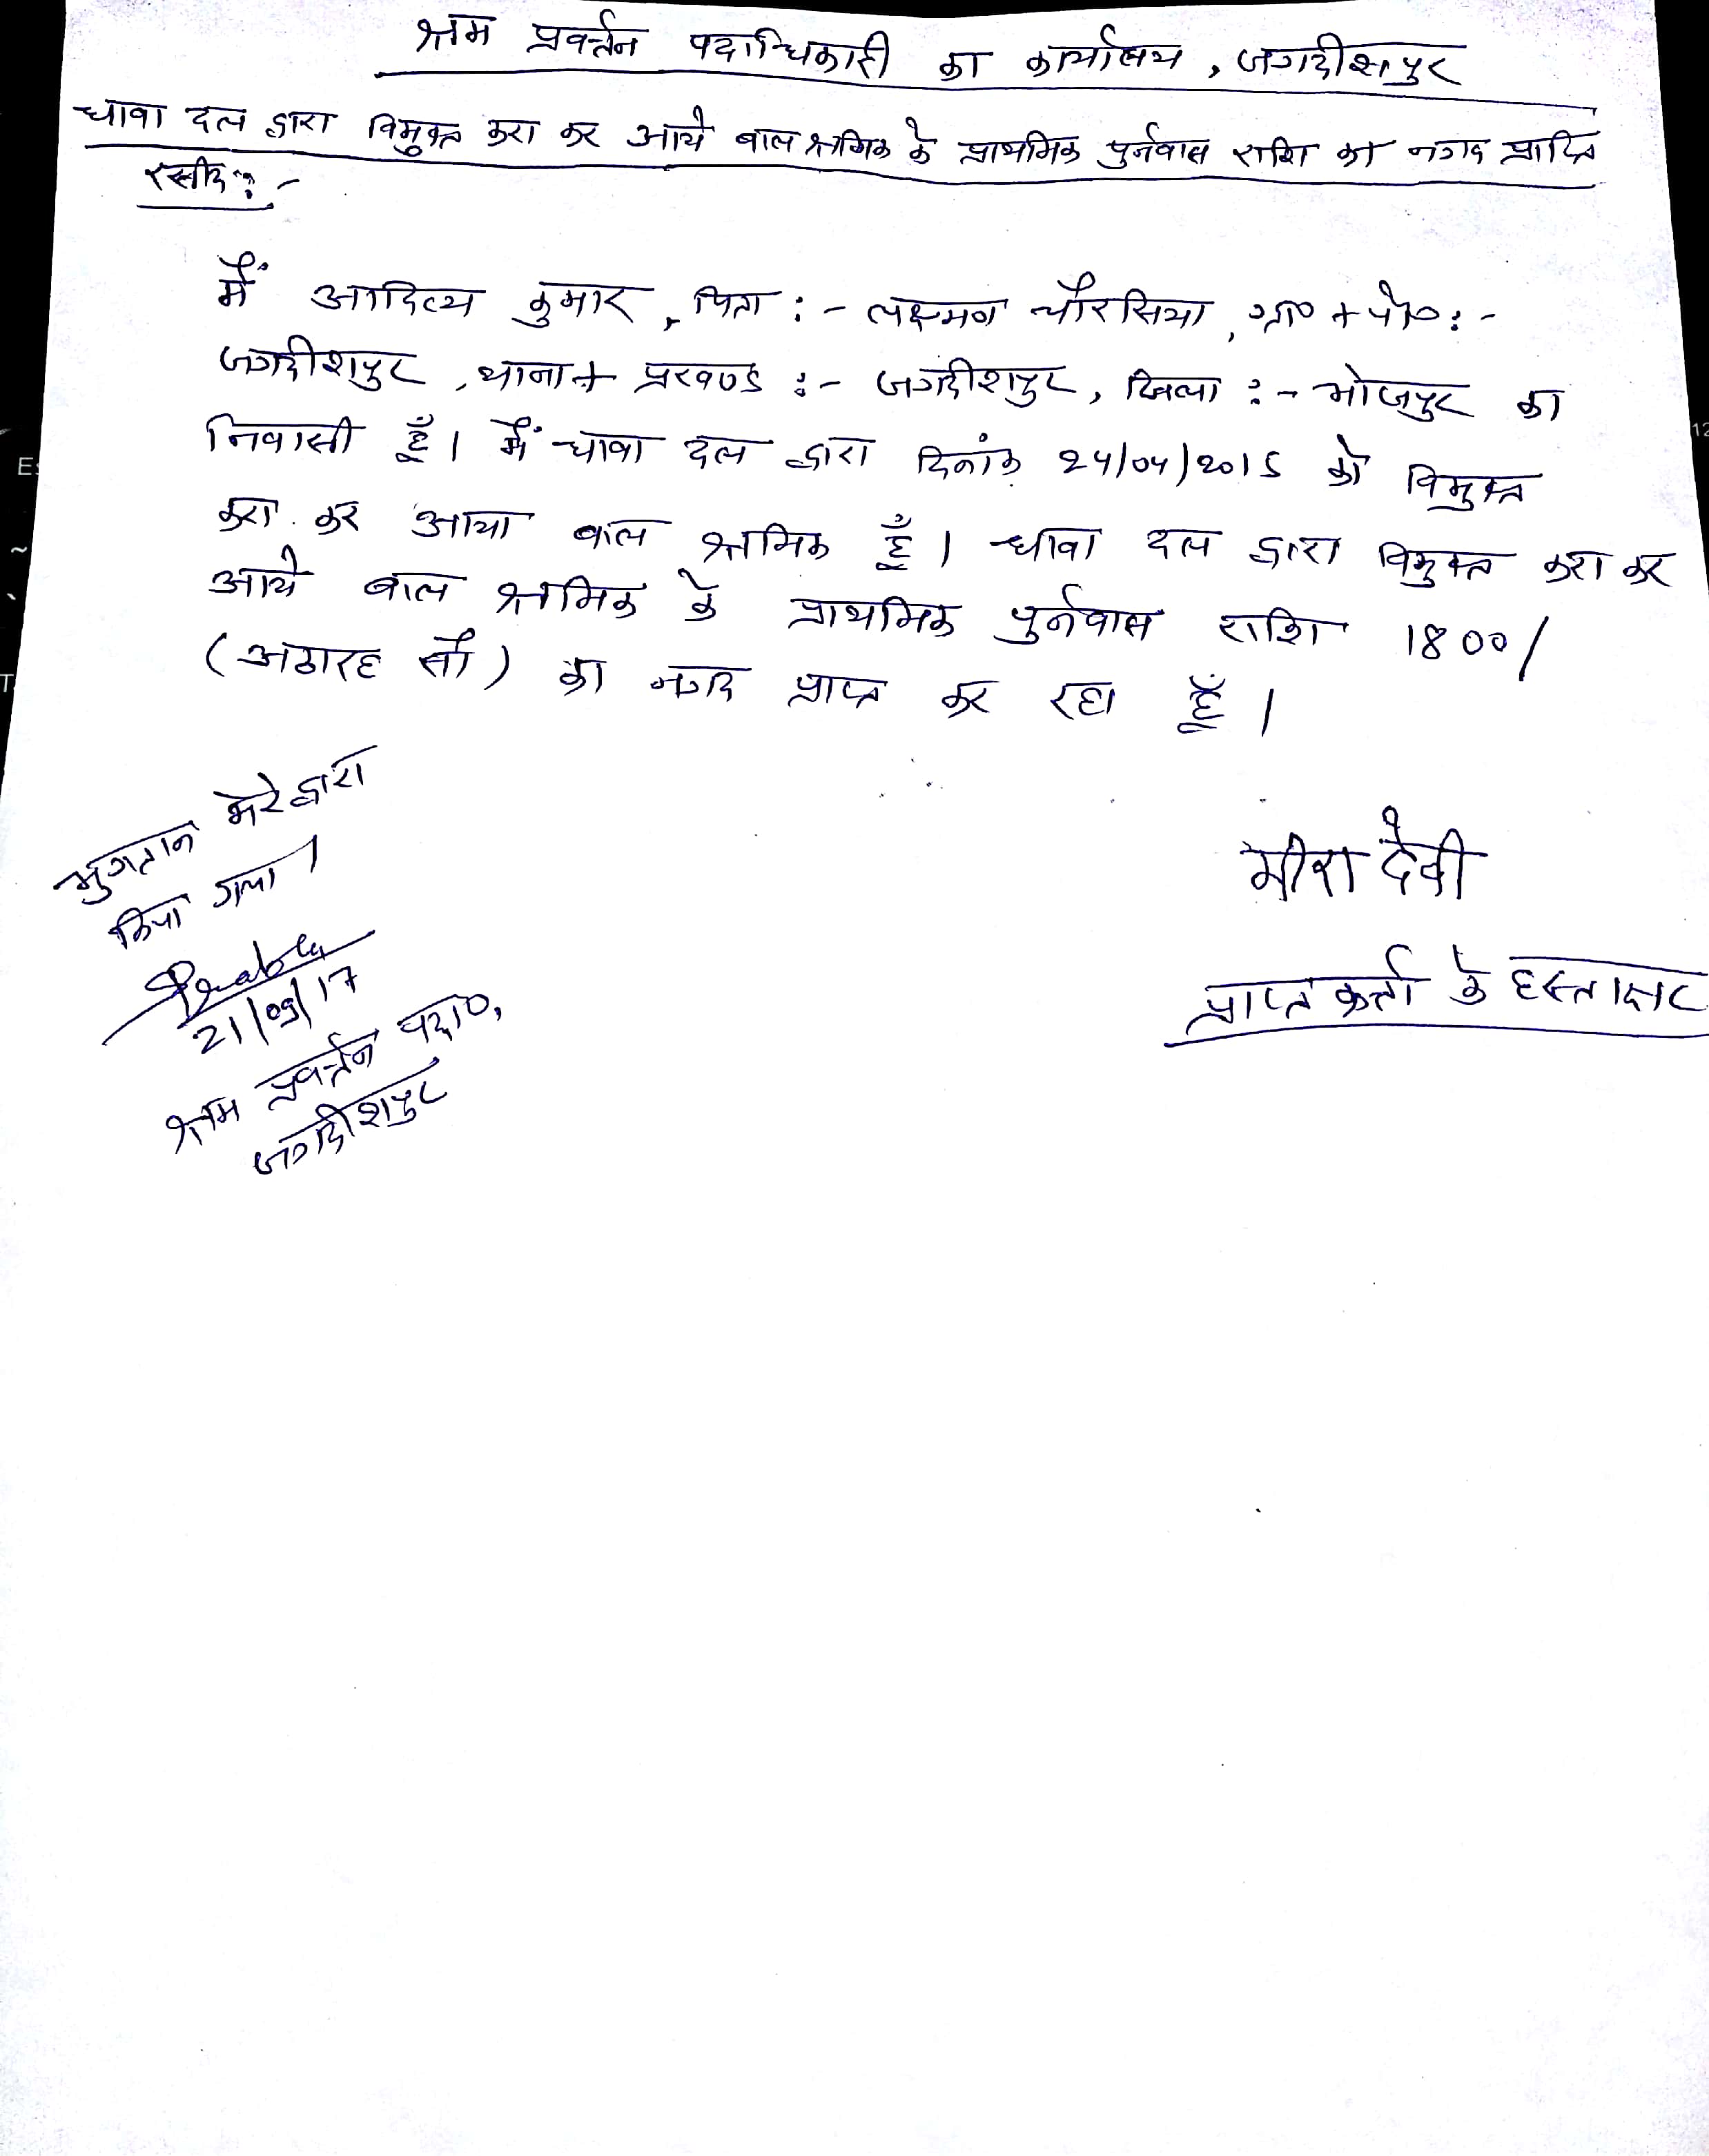 श्रम प्रवर्त्तन पदाधिकारी का कार्यालय, जगदीशपुर
धावा दल द्वारा विमुक्त करा कर आये बाल श्रमिक के प्राथमिक पुर्नवास राशि का नगद प्राप्ति
रसीद :-
मैं आदित्य कुमार, पिता :- लक्ष्मण चौरसिया, ग्रा० + पो० :-
जगदीशपुर, थाना + प्रखण्ड :- जगदीशपुर, जिला :- भोजपुर का
निवासी हूँ। मैं धावा दल द्वारा दिनांक 24/04/2015 को विमुक्त
करा कर आया बाल श्रमिक हूँ। धावा दल द्वारा विमुक्त करा कर
आये बाल श्रमिक के प्राथमिक पुर्नवास राशि 1800/
(अठारह सौ) का नगद प्राप्त कर रहा हूँ।
भुगतान मेरे द्वारा
किया गया।
21/09/17
श्रम प्रवर्त्तन पदा०,
जगदीशपुर
मीरा देवी
प्राप्त कर्त्ता के हस्ताक्षर